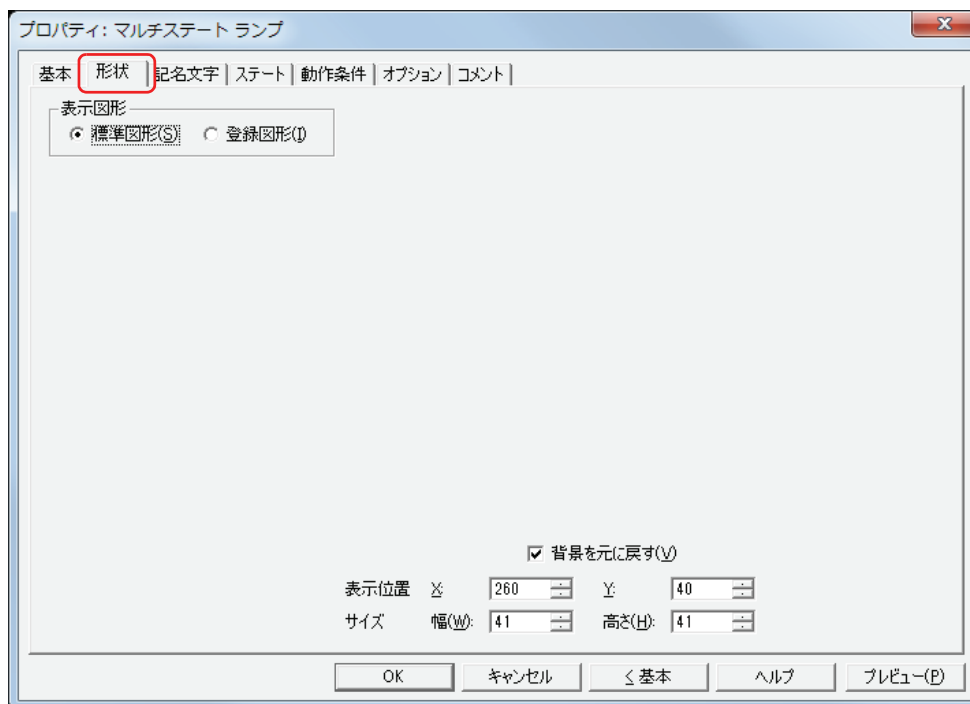 プロパティ: マルチステート ランプ
基本 形状 記名文字 ステート 動作条件 オプション コメント
表示図形
標準図形(S) 登録図形(I)
背景を元に戻す(V)
表示位置 X: 260 Y: 40
サイズ 幅(W): 41 高さ(H): 41
OK キャンセル < 基本 ヘルプ プレビュー(P)